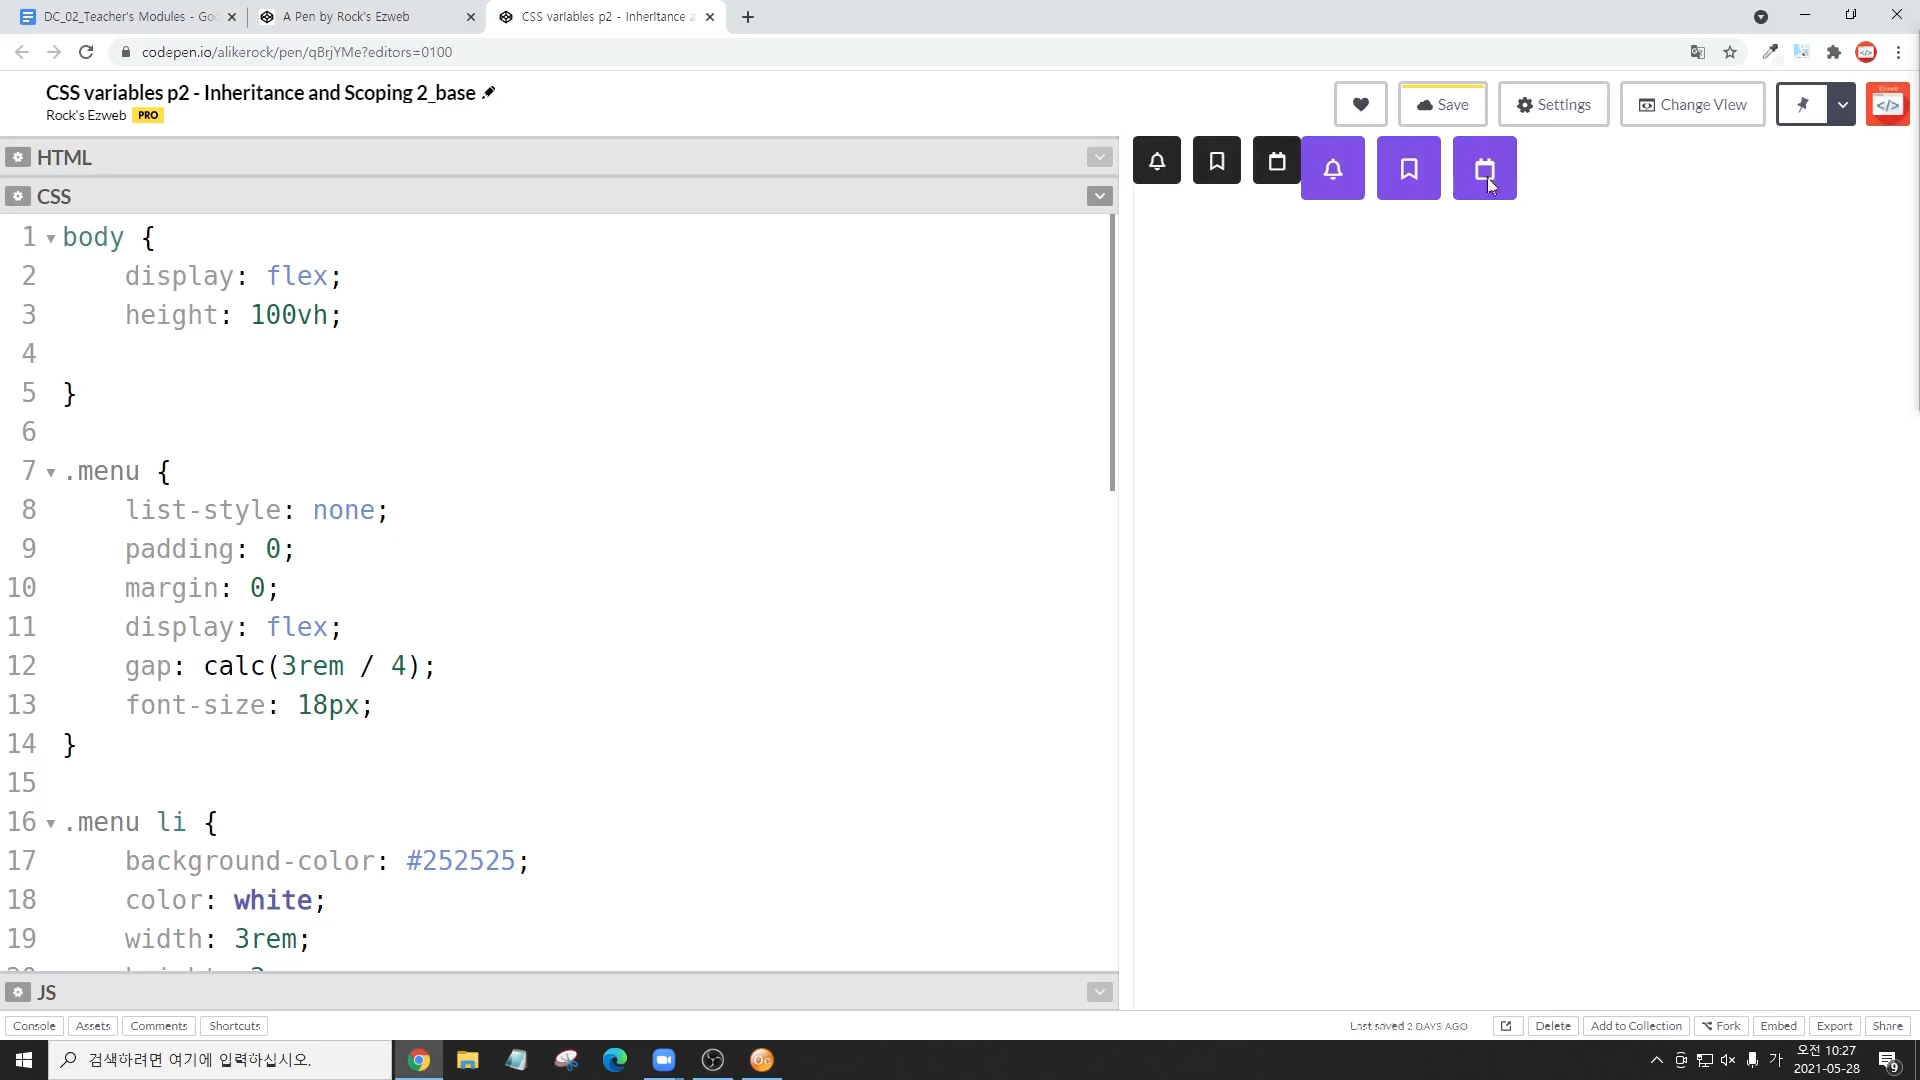 DC_02_Teacher's Modules - Goo
A Pen by Rock's Ezweb
CSS variables p2 - Inheritance a
codepen.io/alikerock/pen/qBrjYMe?editors=0100
CSS variables p2 - Inheritance and Scoping 2_base
Rock's Ezweb PRO
Save
Settings
Change View
HTML
CSS
1 body {
2 display: flex;
3 height: 100vh;
4
5 }
6
7 .menu {
8 list-style: none;
9 padding: 0;
10 margin: 0;
11 display: flex;
12 gap: calc(3rem / 4);
13 font-size: 18px;
14 }
15
16 .menu li {
17 background-color: #252525;
18 color: white;
19 width: 3rem;
JS
Console Assets Comments Shortcuts
Last saved 2 DAYS AGO
Delete Add to Collection Fork Embed Export Share
검색하려면 여기에 입력하십시오.
가
오전 10:27
2021-05-28
9